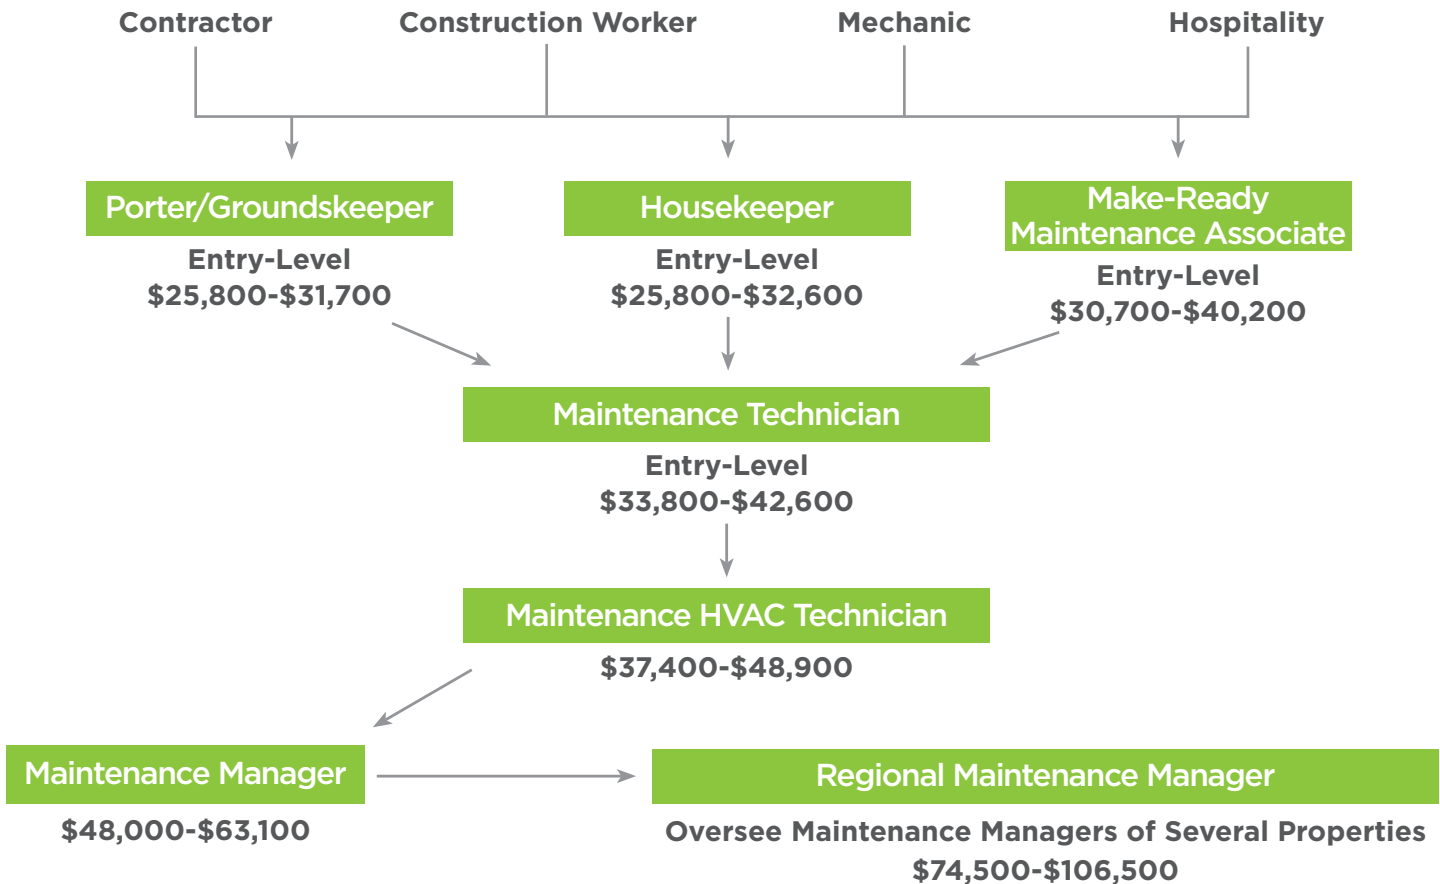 Contractor
Construction Worker
Mechanic
Hospitality
Porter/Groundskeeper
Entry-Level
$25,800-$31,700
Housekeeper
Entry-Level
$25,800-$32,600
Make-Ready
Maintenance Associate
Entry-Level
$30,700-$40,200
Maintenance Technician
Entry-Level
$33,800-$42,600
Maintenance HVAC Technician
$37,400-$48,900
Maintenance Manager
$48,000-$63,100
Regional Maintenance Manager
Oversee Maintenance Managers of Several Properties
$74,500-$106,500